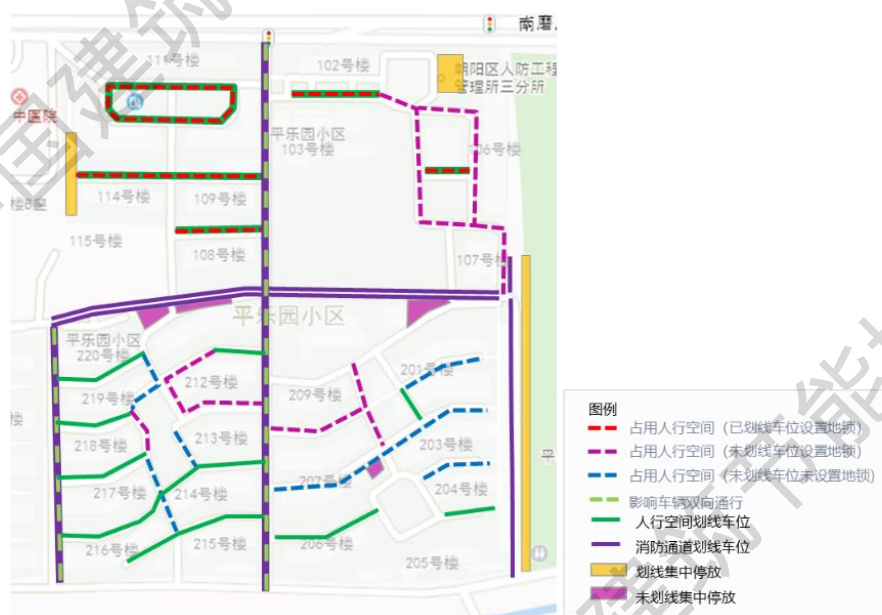 南磨
11号楼
102号楼
朝阳区人防工程
管理所三分所
中医院
平乐园小区
103号楼
106号楼
楼B座
114号楼
109号楼
115号楼
108号楼
107号楼
平乐园小区
平乐园小区
220号楼
212号楼
201号楼
219号楼
209号楼
楼
218号楼
213号楼
203号楼
平
217号楼
214号楼
207号楼
204号楼
216号楼
215号楼
206号楼
205号楼
图例
占用人行空间（已划线车位设置地锁）
占用人行空间（未划线车位设置地锁）
占用人行空间（未划线车位未设置地锁）
影响车辆双向通行
人行空间划线车位
消防通道划线车位
划线集中停放
未划线集中停放
国建筑
建筑节能